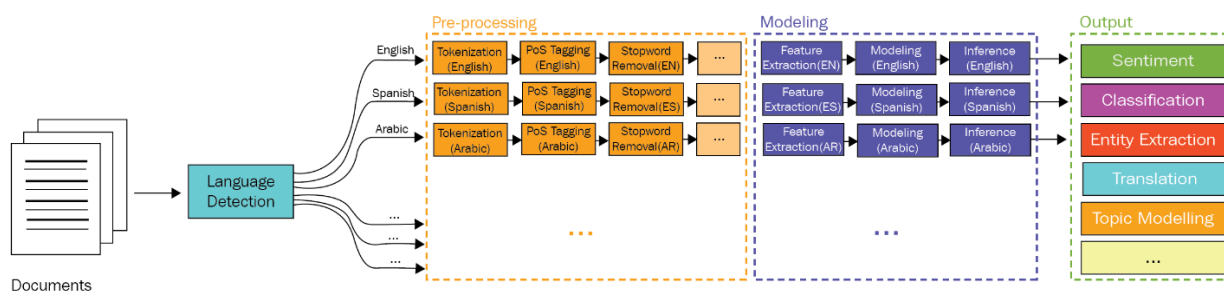 Pre-processing
Modeling
Output
English
Tokenization
(English)
PoS Tagging
(English)
Stopword
Removal(EN)
...
Feature
Extraction(EN)
Modeling
(English)
Inference
(English)
Sentiment
Spanish
Tokenization
(Spanish)
PoS Tagging
(Spanish)
Stopword
Removal(ES)
...
Feature
Extraction(ES)
Modeling
(Spanish)
Inference
(Spanish)
Classification
Arabic
Tokenization
(Arabic)
PoS Tagging
(Arabic)
Stopword
Removal(AR)
...
Feature
Extraction(AR)
Modeling
(Arabic)
Inference
(Arabic)
Entity Extraction
Language
Detection
Translation
...
...
...
...
...
Topic Modelling
...
Documents